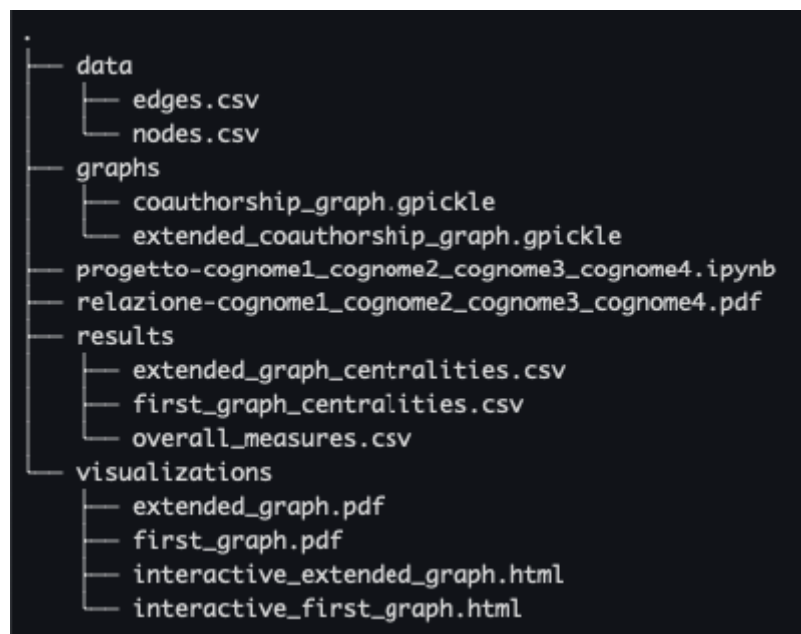 .
├── data
│   ├── edges.csv
│   └── nodes.csv
├── graphs
│   ├── coauthorship_graph.gpickle
│   └── extended_coauthorship_graph.gpickle
├── progetto-cognome1_cognome2_cognome3_cognome4.ipynb
├── relazione-cognome1_cognome2_cognome3_cognome4.pdf
├── results
│   ├── extended_graph_centralities.csv
│   ├── first_graph_centralities.csv
│   └── overall_measures.csv
└── visualizations
    ├── extended_graph.pdf
    ├── first_graph.pdf
    ├── interactive_extended_graph.html
    └── interactive_first_graph.html